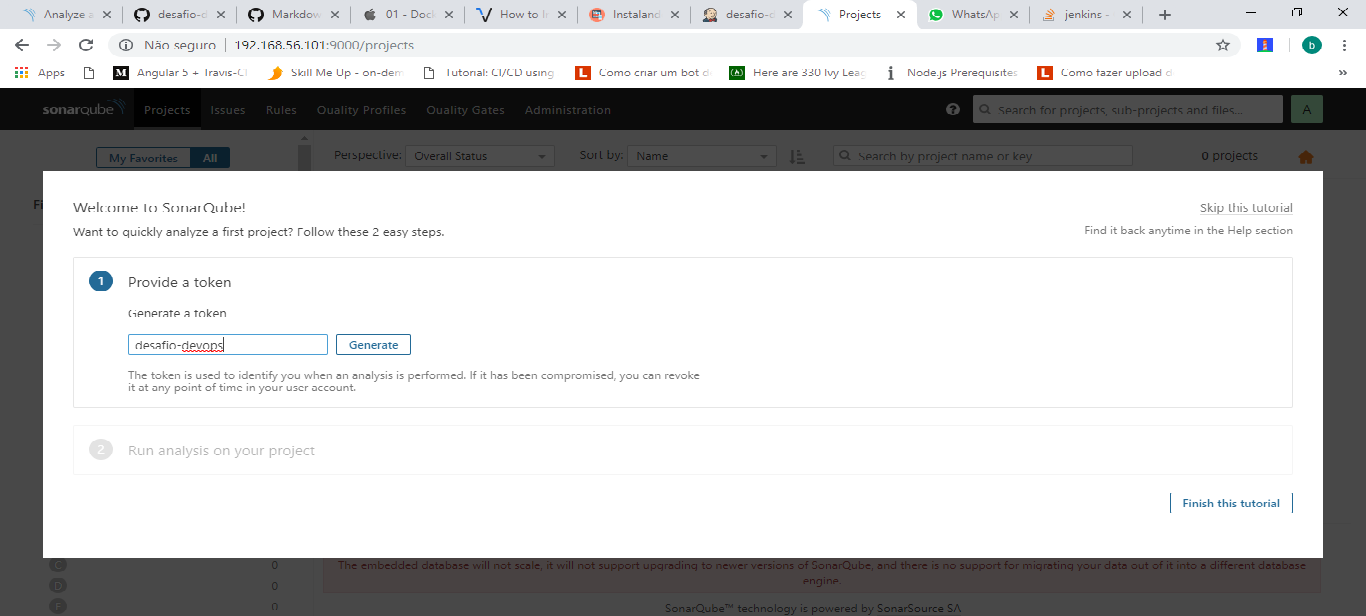 Analyze a
desafio-d
Markdow
01 - Dock
How to In
Instaland
desafio-d
Projects
WhatsAp
jenkins -
Não seguro
192.168.56.101:9000/projects
Apps
Angular 5 + Travis-CI
Skill Me Up - on-dem
Tutorial: CI/CD using
Como criar um bot d
Here are 330 Ivy Leag
Node.js Prerequisites
Como fazer upload d
sonarqube Projects Issues Rules Quality Profiles Quality Gates Administration
Search for projects, sub-projects and files...
A
My Favorites All
Perspective: Overall Status
Sort by: Name
Search by project name or key
0 projects
Fi
Welcome to SonarQube!
Skip this tutorial
Want to quickly analyze a first project? Follow these 2 easy steps.
Find it back anytime in the Help section
1 Provide a token
Generate a token
desafio-devops
Generate
The token is used to identify you when an analysis is performed. If it has been compromised, you can revoke
it at any point of time in your user account.
2 Run analysis on your project
Finish this tutorial
C 0
D 0
E 0
The embedded database will not scale, it will not support upgrading to newer versions of SonarQube, and there is no support for migrating your data out of it into a different database
engine.
SonarQube™ technology is powered by SonarSource SA